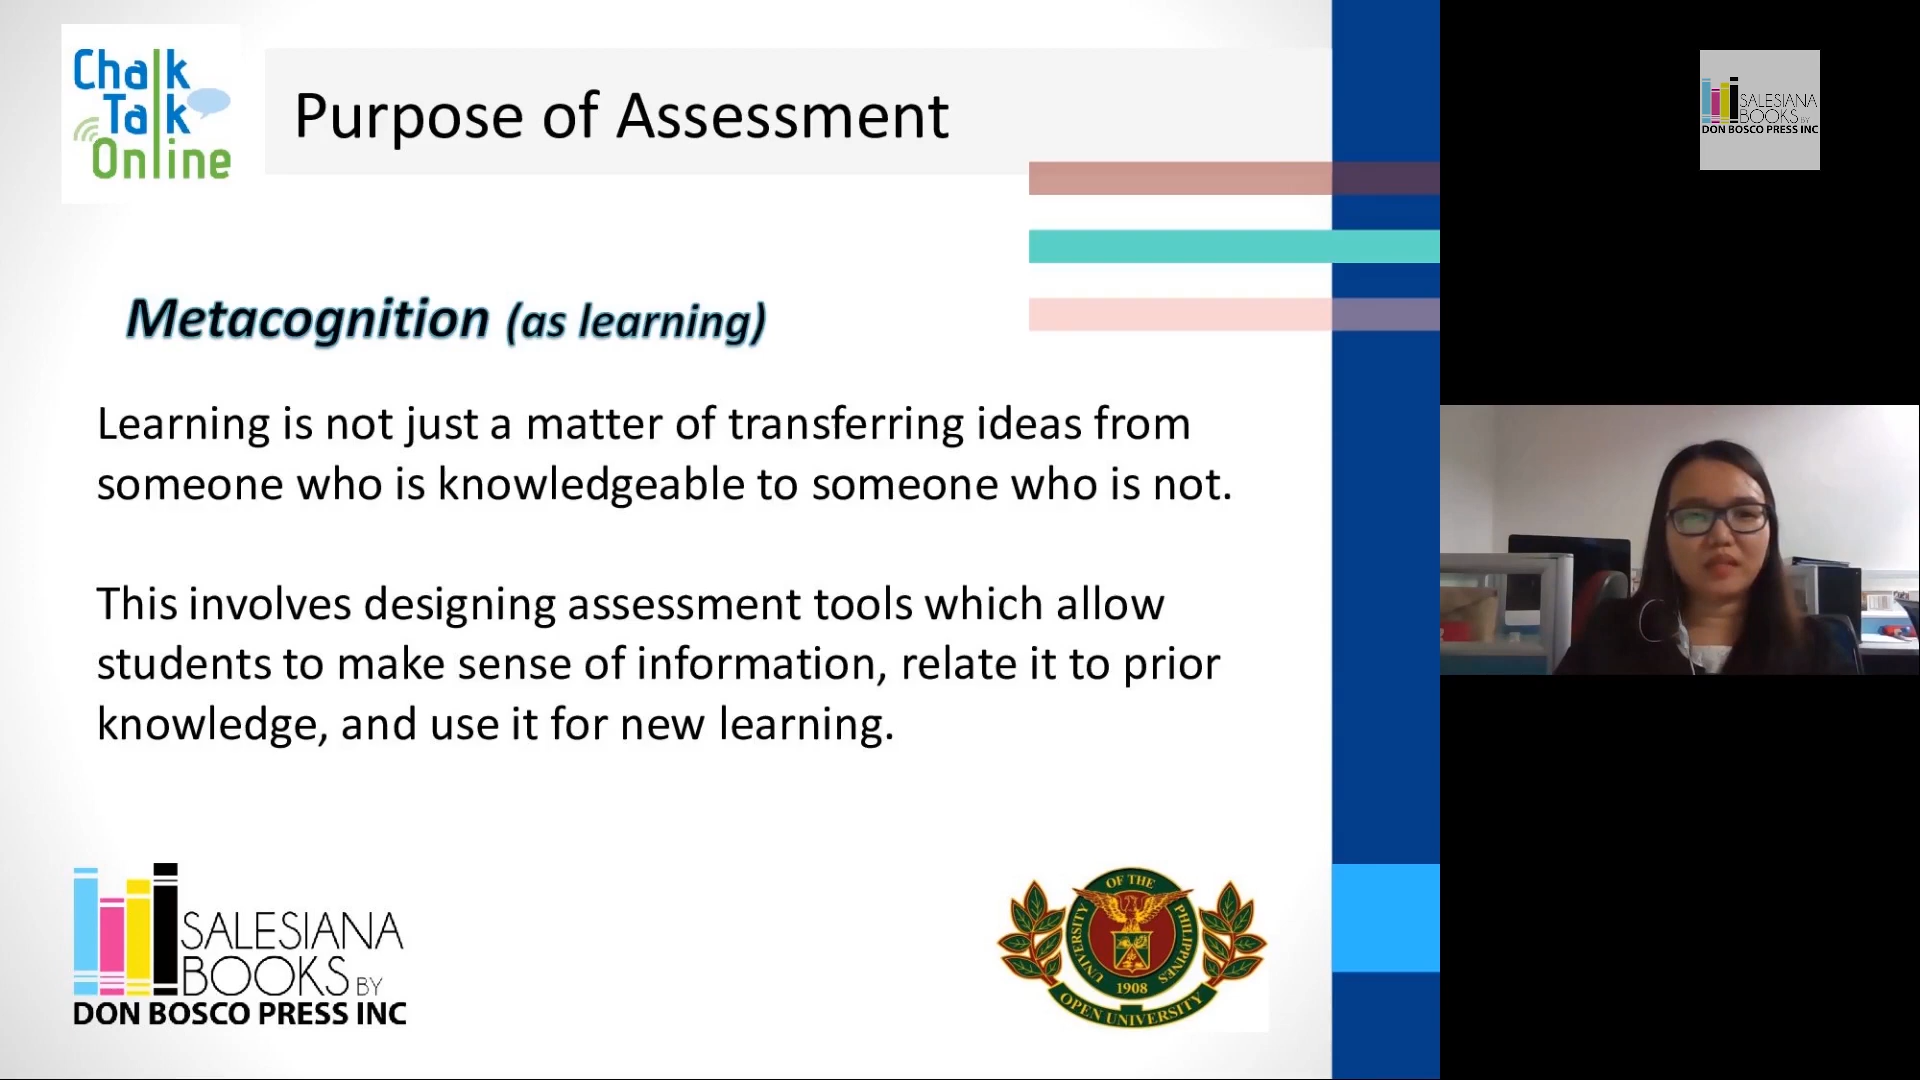 Chalk
Talk
Online
Purpose of Assessment
Metacognition (as learning)
Learning is not just a matter of transferring ideas from
someone who is knowledgeable to someone who is not.
This involves designing assessment tools which allow
students to make sense of information, relate it to prior
knowledge, and use it for new learning.
SALESIANA
BOOKS BY
DON BOSCO PRESS INC
UNIVERSITY OF THE PHILIPPINES
1908
OPEN UNIVERSITY
SALESIANA
BOOKS BY
DON BOSCO PRESS INC